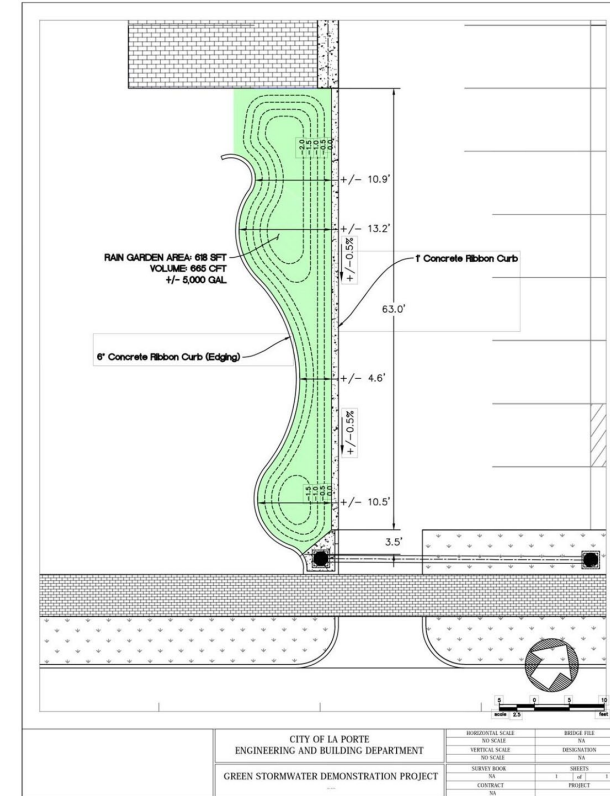 -2.0
-1.5
-1.0
-0.5
0.0
+/- 10.9'
+/- 13.2'
RAIN GARDEN AREA: 618 SFT
VOLUME: 665 CFT
+/- 5,000 GAL
+/-0.5%
1' Concrete Ribbon Curb
63.0'
6" Concrete Ribbon Curb (Edging)
+/- 4.6'
+/-0.5%
-1.5
-1.0
-0.5
0.0
+/- 10.5'
3.5'
5 0 5 10
scale 2.5 feet
CITY OF LA PORTE
ENGINEERING AND BUILDING DEPARTMENT
GREEN STORMWATER DEMONSTRATION PROJECT
HORIZONTAL SCALE BRIDGE FILE
NO SCALE NA
VERTICAL SCALE DESIGNATION
NO SCALE NA
SURVEY BOOK SHEETS
NA 1 of 1
CONTRACT PROJECT
NA